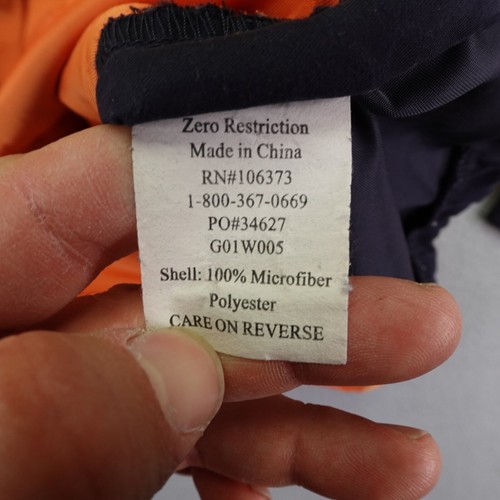 Zero Restriction
Made in China
RN#106373
1-800-367-0669
PO#34627
G01W005
Shell: 100% Microfiber
Polyester
CARE ON REVERSE